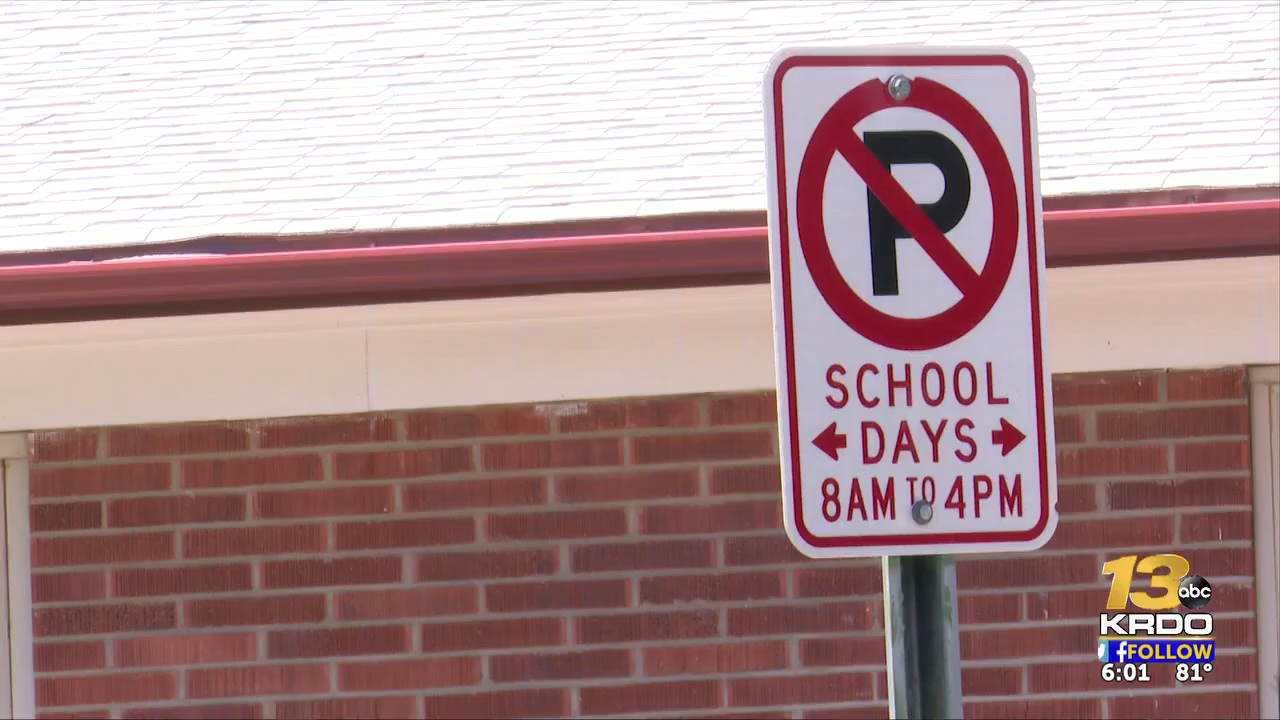 P
SCHOOL
DAYS
8AM TO 4PM
13 abc
KRDO
f FOLLOW
6:01 81°